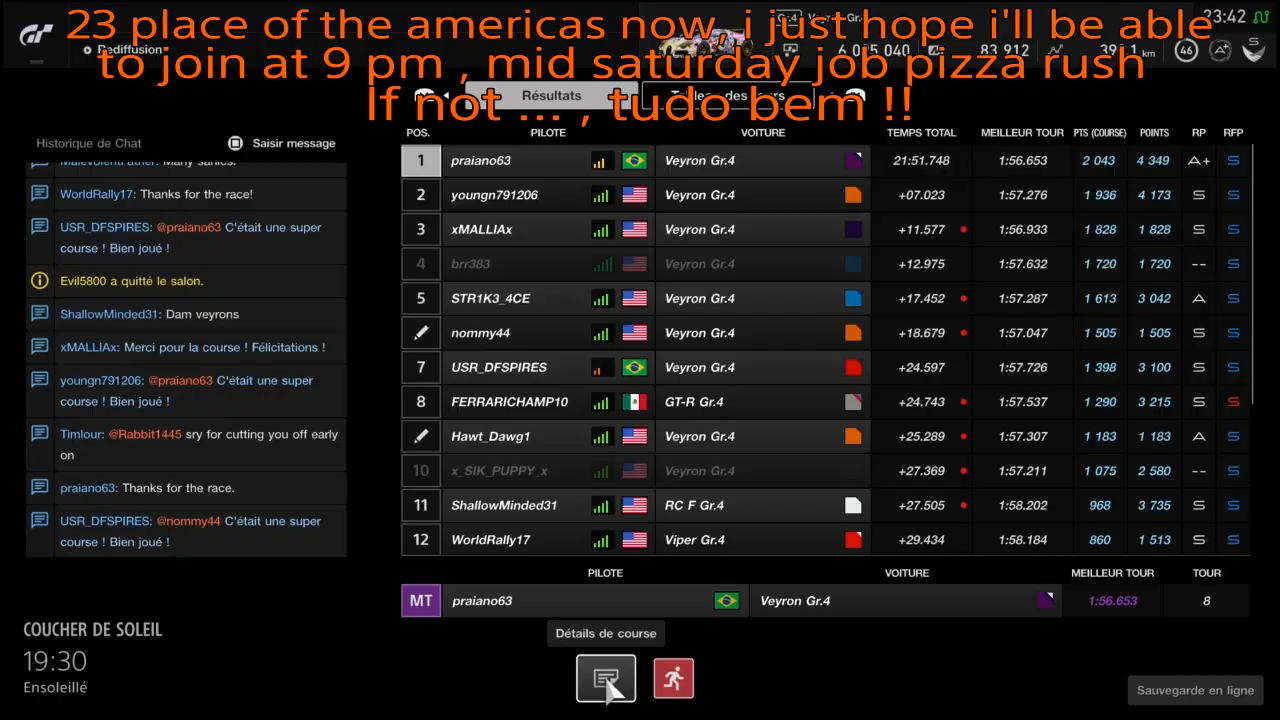 23 place of the americas now, i just hope i'll be able
to join at 9 pm , mid saturday job pizza rush
If not ... , tudo bem !!
23:42
Rediffusion
Gr.4 Veyron Gr.4
83 912
km
46
Résultats
Historique de Chat
Saisir message
MalevolentFather: Many sanics.
WorldRally17: Thanks for the race!
USR_DFSPIRES: @praiano63 C'était une super
course ! Bien joué !
Evil5800 a quitté le salon.
ShallowMinded31: Dam veyrons
xMALLIAx: Merci pour la course ! Félicitations !
youngn791206: @praiano63 C'était une super
course ! Bien joué !
Timlour: @Rabbit1445 sry for cutting you off early
on
praiano63: Thanks for the race.
USR_DFSPIRES: @nommy44 C'était une super
course ! Bien joué !
POS. PILOTE VOITURE TEMPS TOTAL MEILLEUR TOUR PTS (COURSE) POINTS RP RFP
1 praiano63 Veyron Gr.4 21:51.748 1:56.653 2 043 4 349 A+ S
2 youngn791206 Veyron Gr.4 +07.023 1:57.276 1 936 4 173 S S
3 xMALLIAx Veyron Gr.4 +11.577 1:56.933 1 828 1 828 S S
4 brr383 Veyron Gr.4 +12.975 1:57.632 1 720 1 720 -- S
5 STR1K3_4CE Veyron Gr.4 +17.452 1:57.287 1 613 3 042 A S
nommy44 Veyron Gr.4 +18.679 1:57.047 1 505 1 505 S S
7 USR_DFSPIRES Veyron Gr.4 +24.597 1:57.726 1 398 3 100 S S
8 FERRARICHAMP10 GT-R Gr.4 +24.743 1:57.537 1 290 3 215 S S
Hawt_Dawg1 Veyron Gr.4 +25.289 1:57.307 1 183 1 183 A S
10 x_SIK_PUPPY_x Veyron Gr.4 +27.369 1:57.211 1 075 2 580 -- S
11 ShallowMinded31 RC F Gr.4 +27.505 1:58.202 968 3 735 S S
12 WorldRally17 Viper Gr.4 +29.434 1:58.184 860 1 513 S S
PILOTE VOITURE MEILLEUR TOUR TOUR
MT praiano63 Veyron Gr.4 1:56.653 8
COUCHER DE SOLEIL
19:30
Ensoleillé
Détails de course
Sauvegarde en ligne